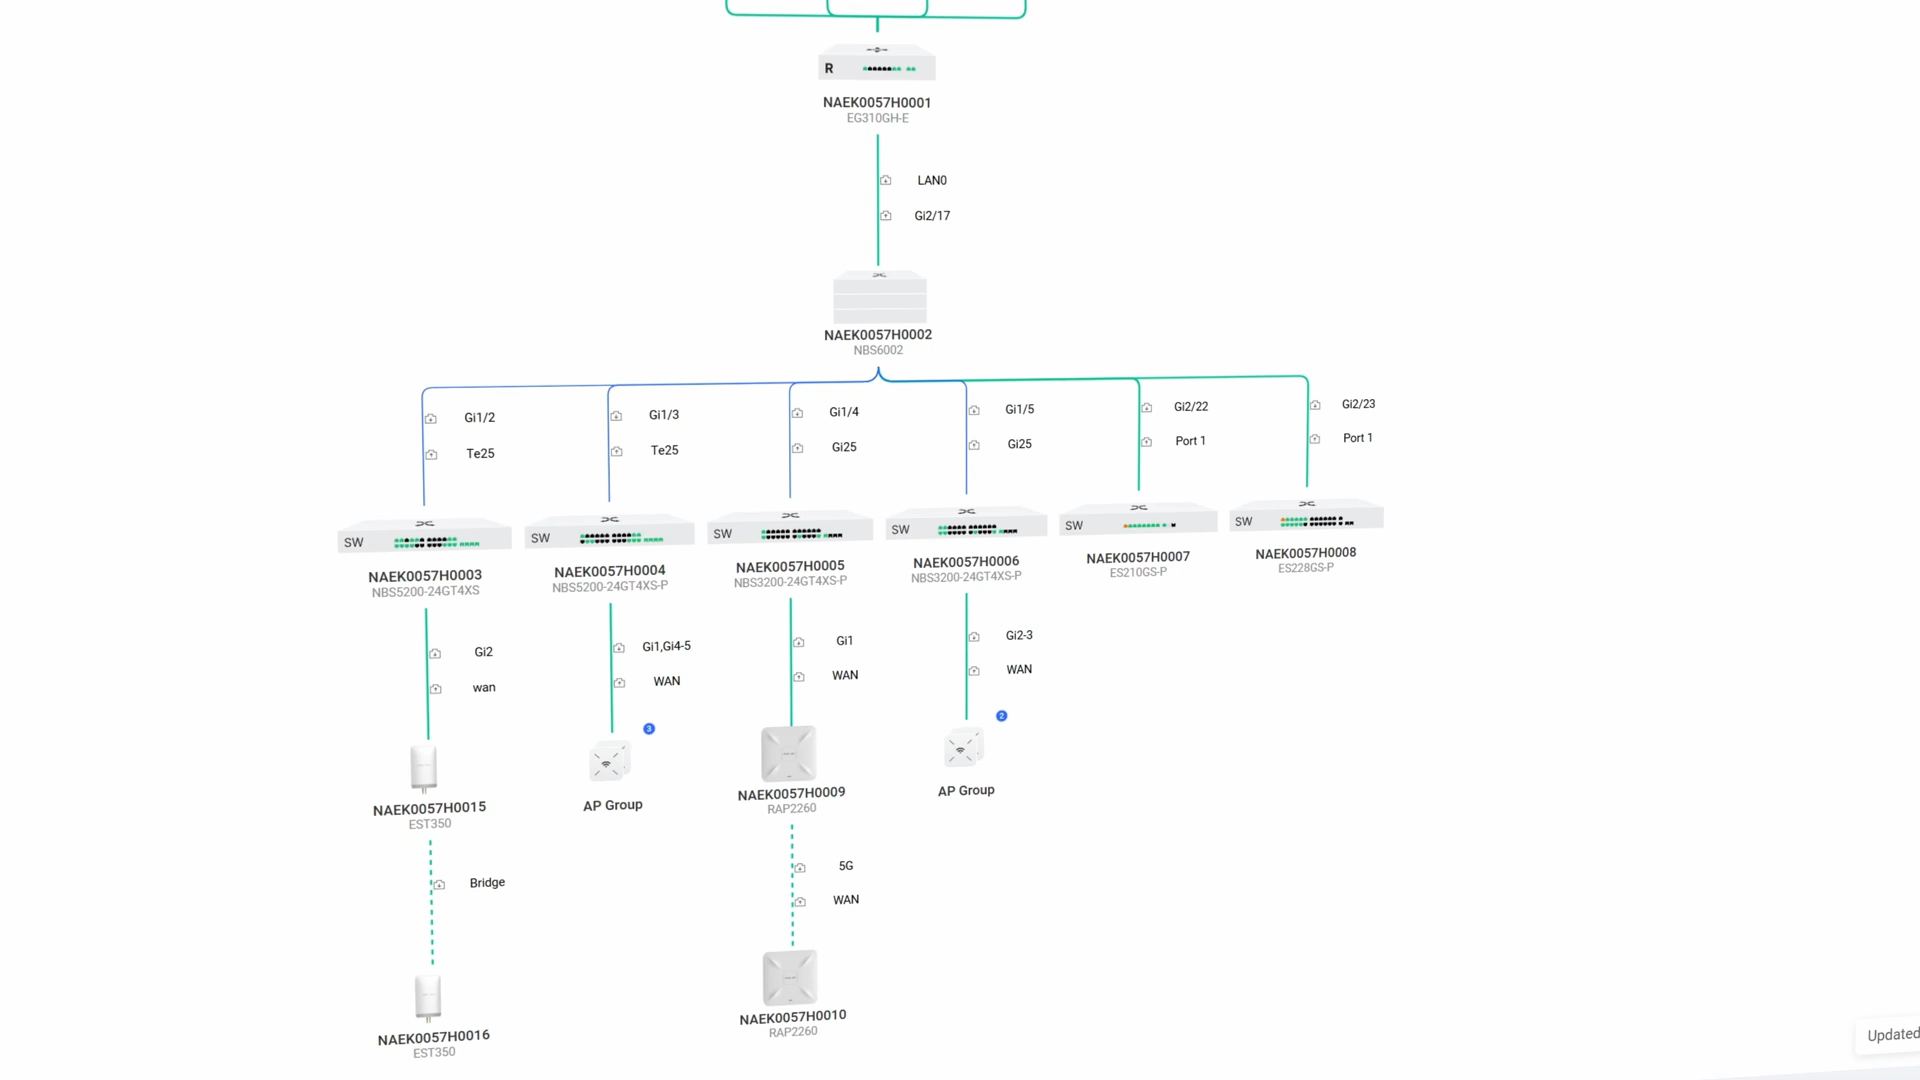 R
NAEK0057H0001
EG310GH-E
LAN0
Gi2/17
NAEK0057H0002
NBS6002
Gi1/2
Te25
Gi1/3
Te25
Gi1/4
Gi25
Gi1/5
Gi25
Gi2/22
Port 1
Gi2/23
Port 1
SW
NAEK0057H0003
NBS5200-24GT4XS
SW
NAEK0057H0004
NBS5200-24GT4XS-P
SW
NAEK0057H0005
NBS3200-24GT4XS-P
SW
NAEK0057H0006
NBS3200-24GT4XS-P
SW
NAEK0057H0007
ES210GS-P
SW
NAEK0057H0008
ES228GS-P
Gi2
wan
Gi1,Gi4-5
WAN
Gi1
WAN
Gi2-3
WAN
NAEK0057H0015
EST350
3
AP Group
NAEK0057H0009
RAP2260
2
AP Group
Bridge
5G
WAN
NAEK0057H0016
EST350
NAEK0057H0010
RAP2260
Updated